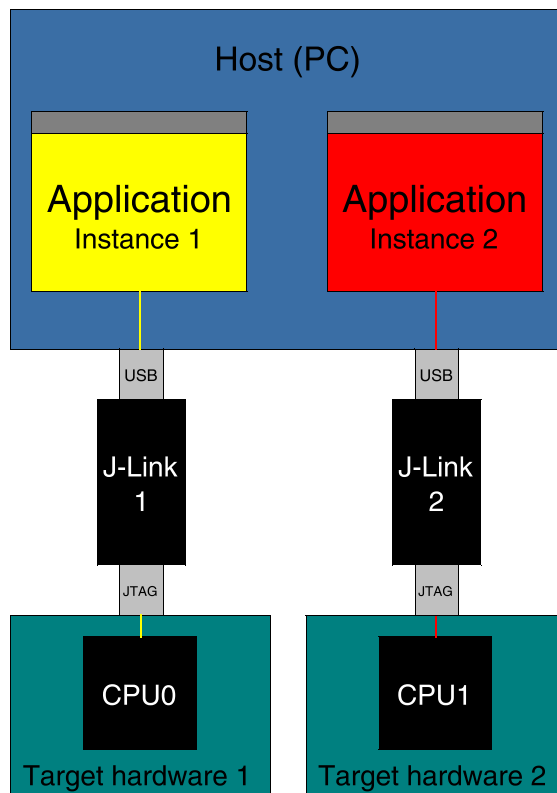 Host (PC)
Application
Instance 1
Application
Instance 2
USB
USB
J-Link
1
J-Link
2
JTAG
JTAG
CPU0
CPU1
Target hardware 1
Target hardware 2